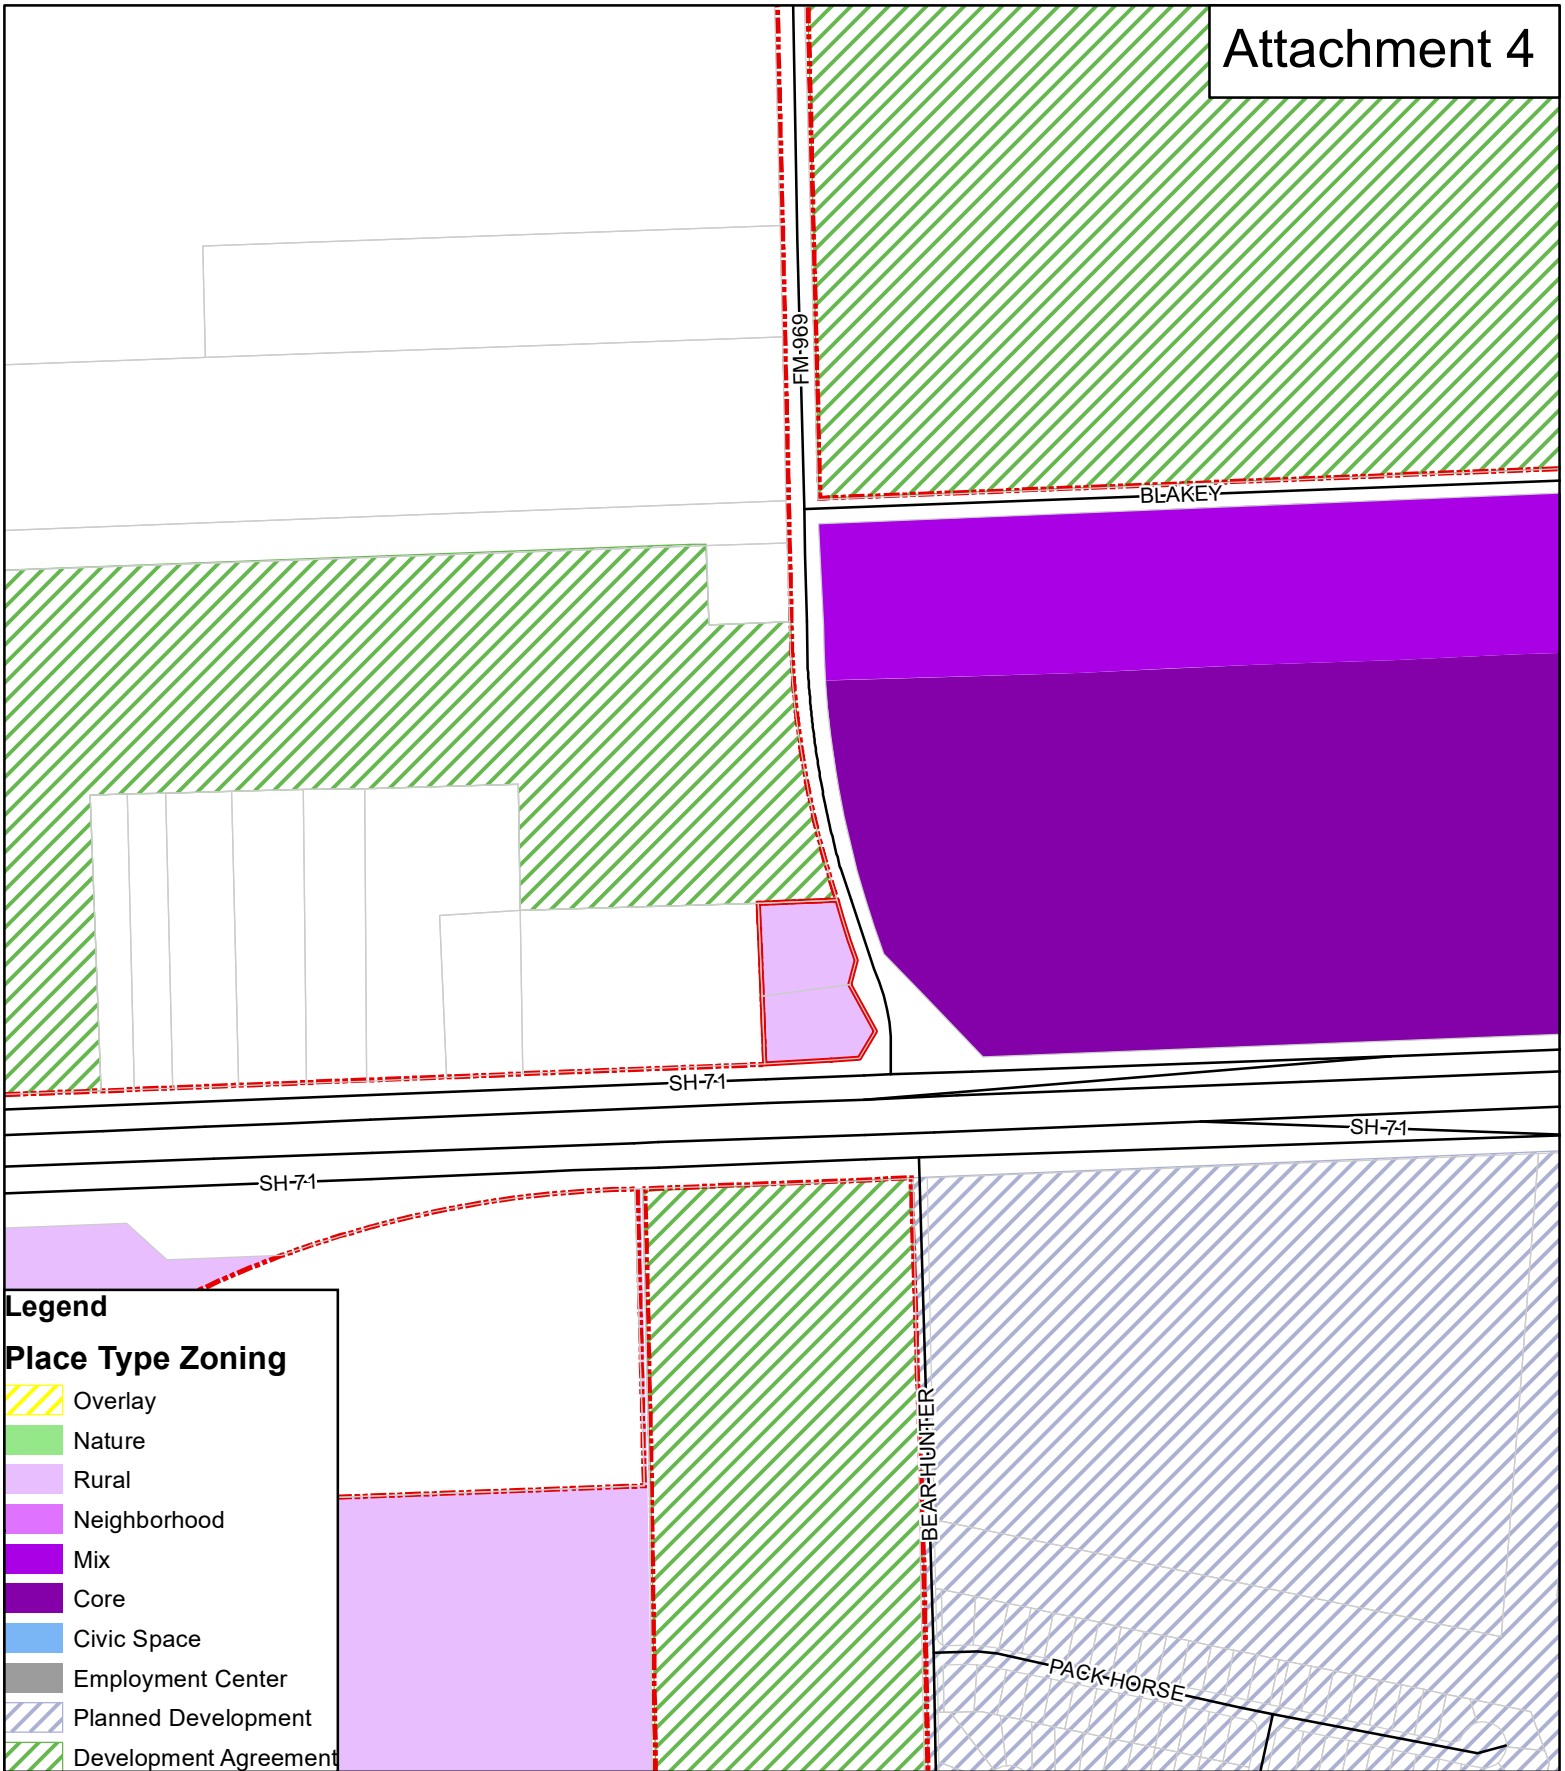 Attachment 4
FM-969
BLAKEY
SH-71
SH-71
SH-71
BEAR HUNTER
PACK HORSE
Legend
Place Type Zoning
Overlay
Nature
Rural
Neighborhood
Mix
Core
Civic Space
Employment Center
Planned Development
Development Agreement